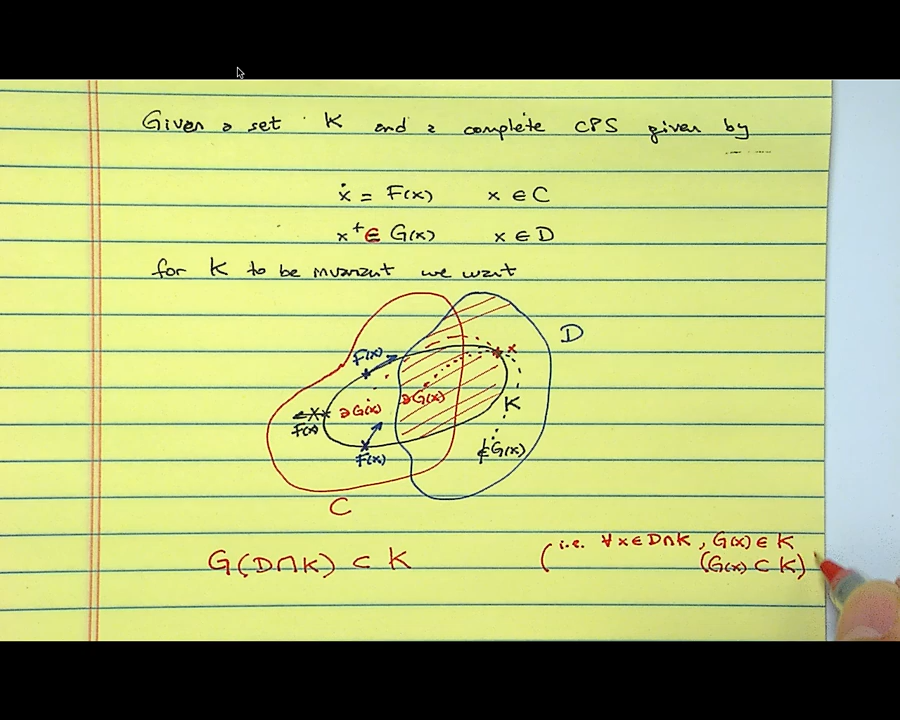 Given a set K and a complete CPS given by
ẋ = F(x) x ∈ C
x⁺ ∈ G(x) x ∈ D
for K to be invariant we want
D
F(x)
x
∋G(x) ∋G(x)
K
F(x)
∉G(x)
F(x)
C
G(D∩K) ⊂ K (i.e. ∀x∈D∩K, G(x) ∈ K
(G(x) ⊂ K)